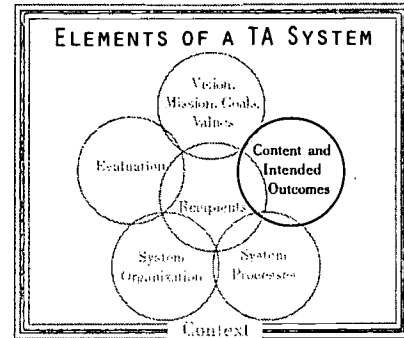 ELEMENTS OF A TA SYSTEM
Vision,
Mission, Goals,
Values
Content and
Intended
Outcomes
Evaluation
Recipients
System
Organization
System
Processes
Context